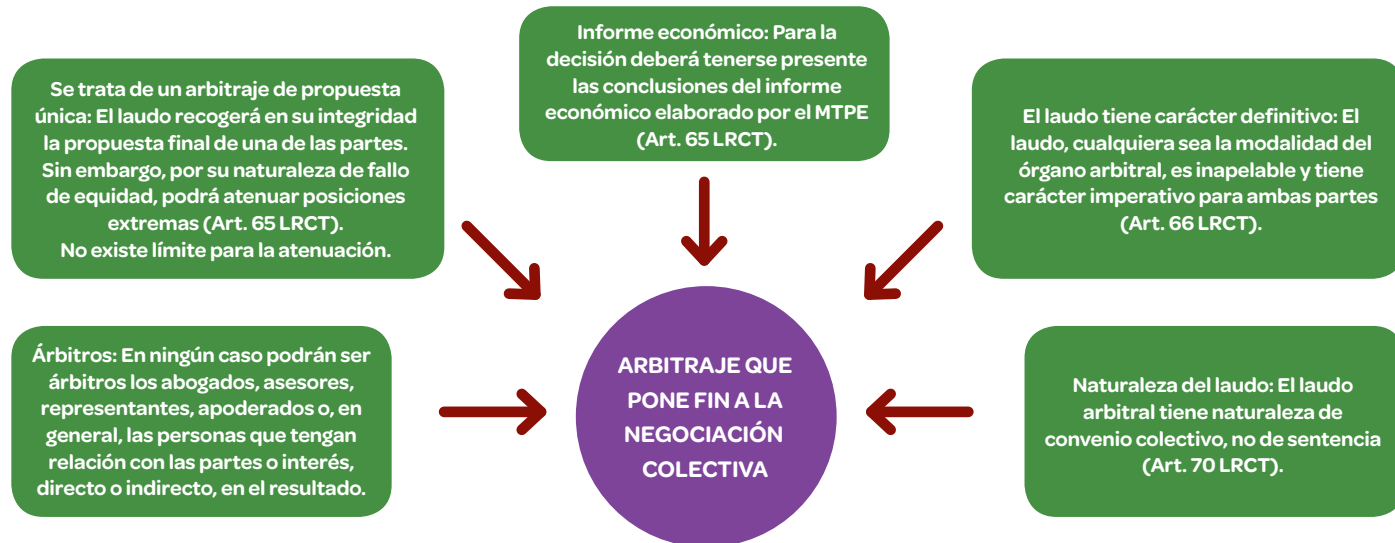 Informe económico: Para la
decisión deberá tenerse presente
las conclusiones del informe
económico elaborado por el MTPE
(Art. 65 LRCT).
Se trata de un arbitraje de propuesta
única: El laudo recogerá en su integridad
la propuesta final de una de las partes.
Sin embargo, por su naturaleza de fallo
de equidad, podrá atenuar posiciones
extremas (Art. 65 LRCT).
No existe límite para la atenuación.
El laudo tiene carácter definitivo: El
laudo, cualquiera sea la modalidad del
órgano arbitral, es inapelable y tiene
carácter imperativo para ambas partes
(Art. 66 LRCT).
Árbitros: En ningún caso podrán ser
árbitros los abogados, asesores,
representantes, apoderados o, en
general, las personas que tengan
relación con las partes o interés,
directo o indirecto, en el resultado.
ARBITRAJE QUE
PONE FIN A LA
NEGOCIACIÓN
COLECTIVA
Naturaleza del laudo: El laudo
arbitral tiene naturaleza de
convenio colectivo, no de sentencia
(Art. 70 LRCT).